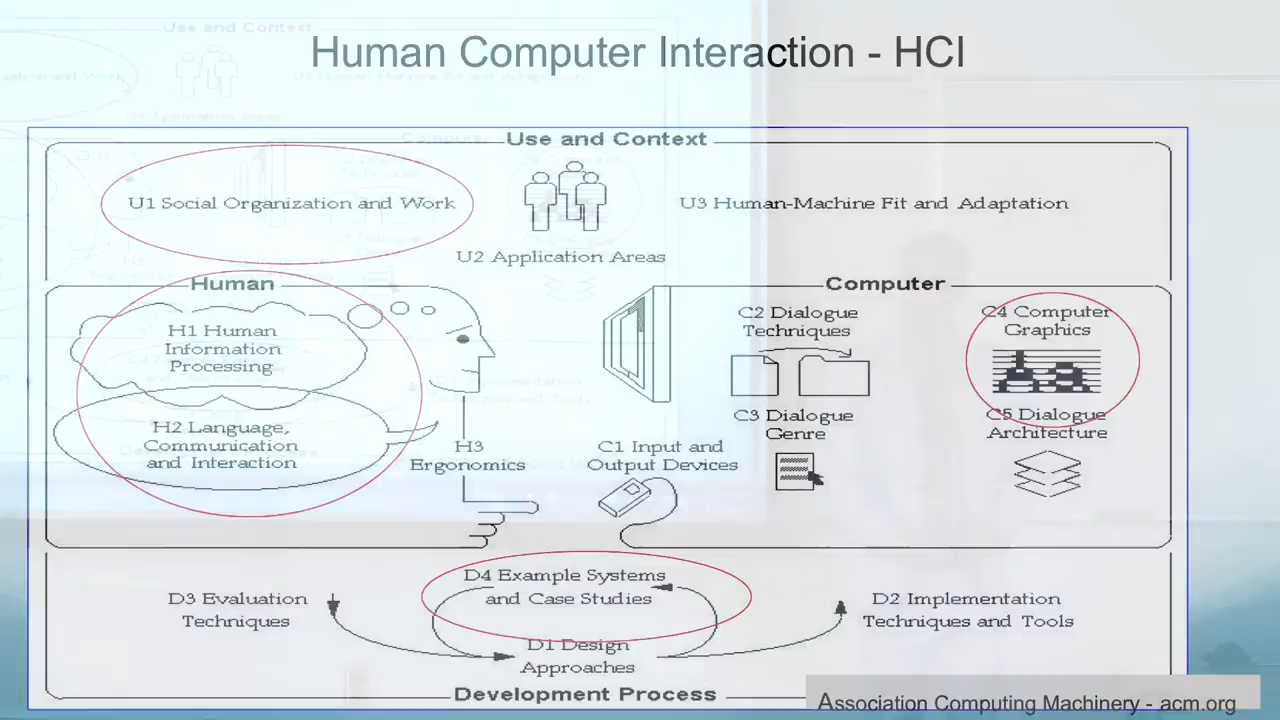 Human Computer Interaction - HCI
Use and Context
U1 Social Organization and Work
U3 Human-Machine Fit and Adaptation
U2 Application Areas
Human
Computer
H1 Human
Information
Processing
C2 Dialogue
Techniques
C4 Computer
Graphics
H2 Language,
Communication
and Interaction
H3
Ergonomics
C1 Input and
Output Devices
C3 Dialogue
Genre
C5 Dialogue
Architecture
D3 Evaluation
Techniques
D4 Example Systems
and Case Studies
D1 Design
Approaches
D2 Implementation
Techniques and Tools
Development Process
Association Computing Machinery - acm.org
Use and Context